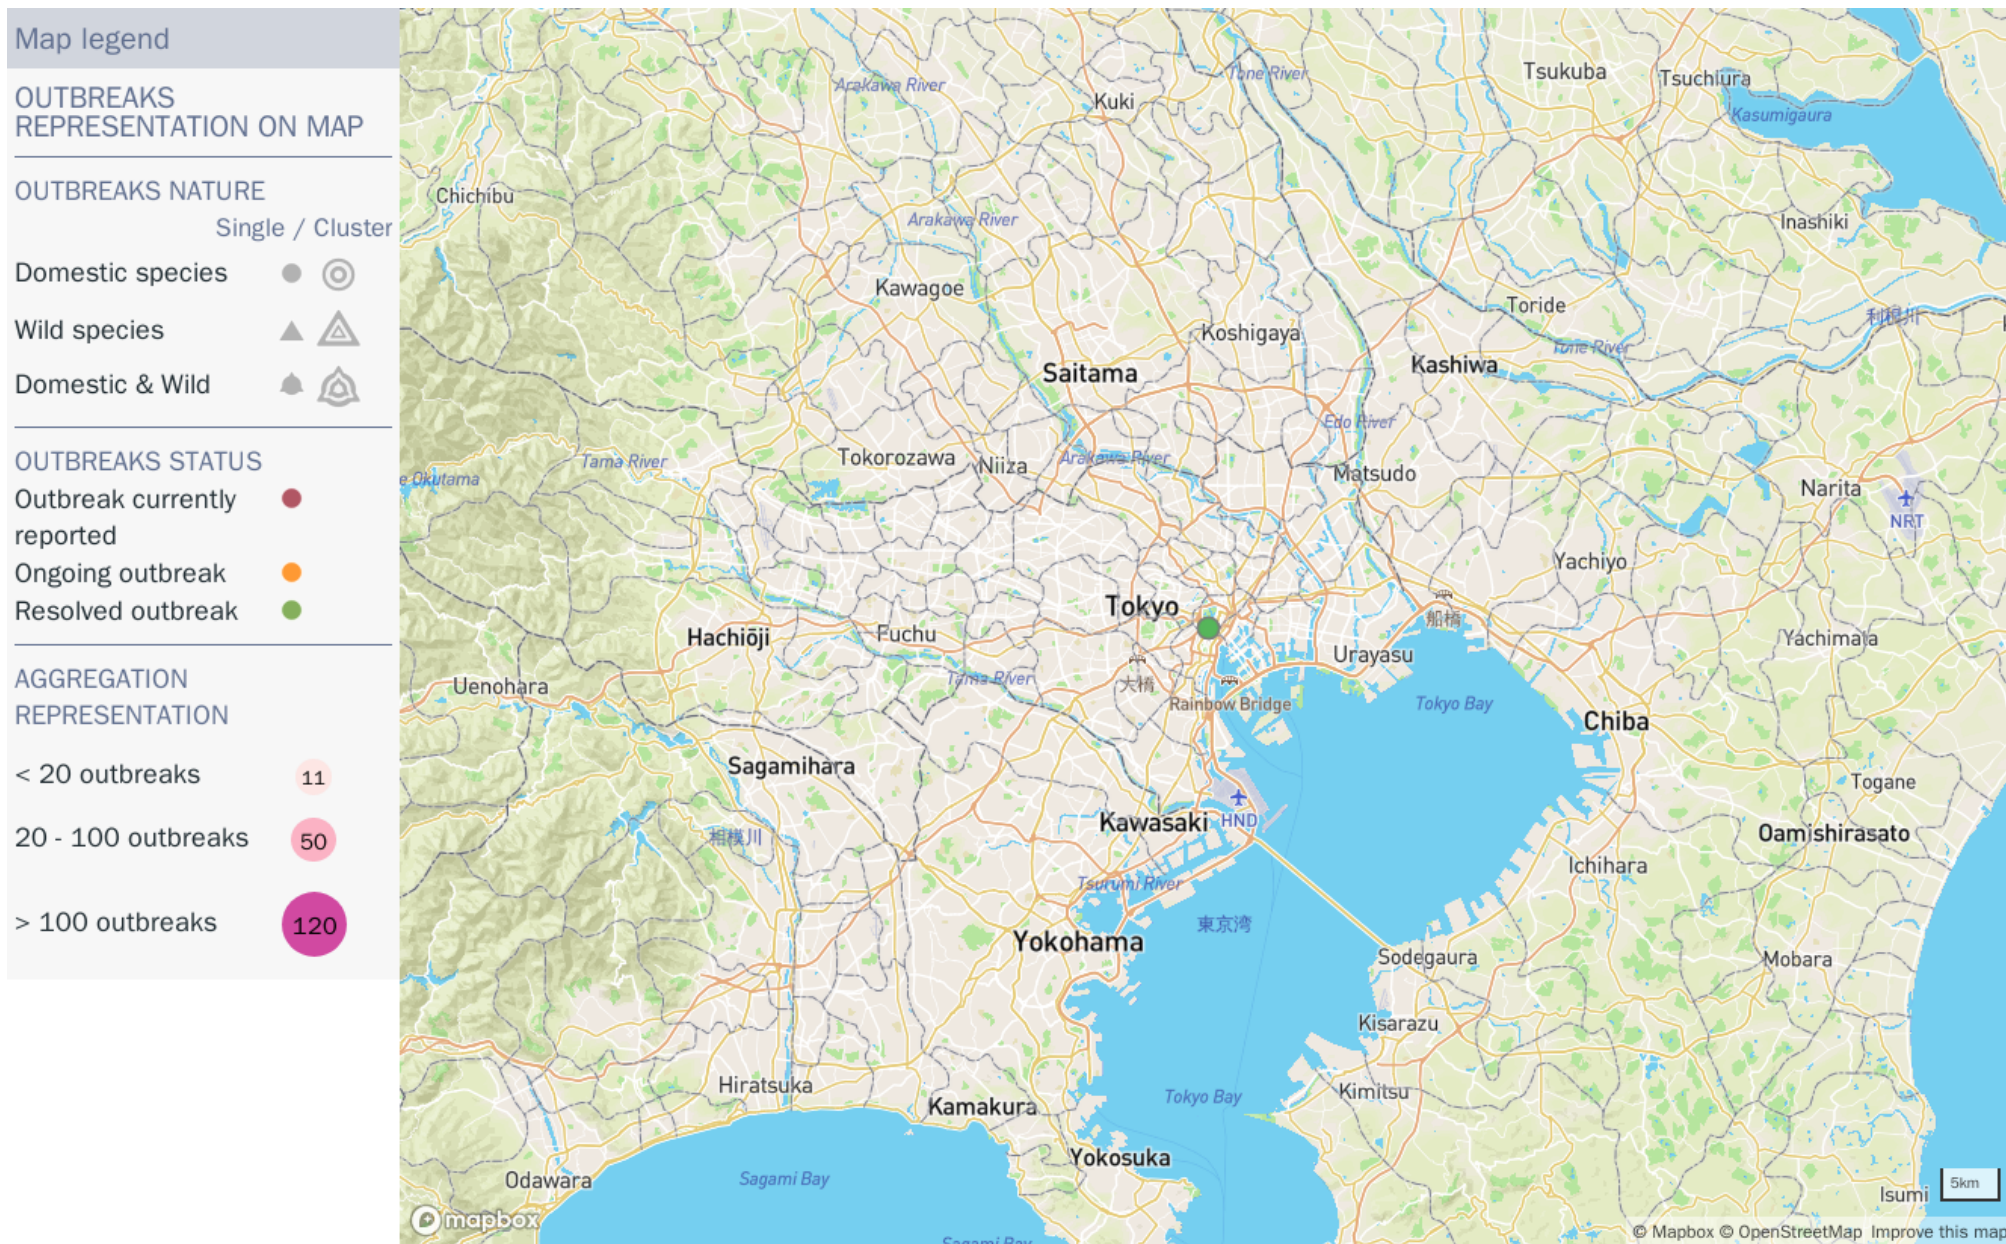 Map legend
OUTBREAKS
REPRESENTATION ON MAP
OUTBREAKS NATURE
Single / Cluster
Domestic species
Wild species
Domestic & Wild
OUTBREAKS STATUS
Outbreak currently
reported
Ongoing outbreak
Resolved outbreak
AGGREGATION
REPRESENTATION
< 20 outbreaks 11
20 - 100 outbreaks 50
> 100 outbreaks 120
Tone River
Tsukuba
Tsuchiura
Arakawa River
Kuki
Kasumigaura
Chichibu
Arakawa River
Inashiki
Kawagoe
Toride
利根川
Koshigaya
Tone River
Saitama
Kashiwa
Edo River
Tokorozawa
Niiza
Arakawa River
Tama River
Matsudo
e Okutama
Narita
NRT
Yachiyo
Tokyo
船橋
Hachiōji
Fuchu
Yachimata
Urayasu
Tama River
大橋
Uenohara
Rainbow Bridge
Tokyo Bay
Chiba
Sagamihara
Togane
Kawasaki
HND
Oamishirasato
相模川
Ichihara
Tsurumi River
東京湾
Yokohama
Sodegaura
Mobara
Kisarazu
Hiratsuka
Kimitsu
Tokyo Bay
Kamakura
Yokosuka
Odawara
Sagami Bay
5km
Isumi
mapbox
© Mapbox © OpenStreetMap Improve this map
Sagami Bay